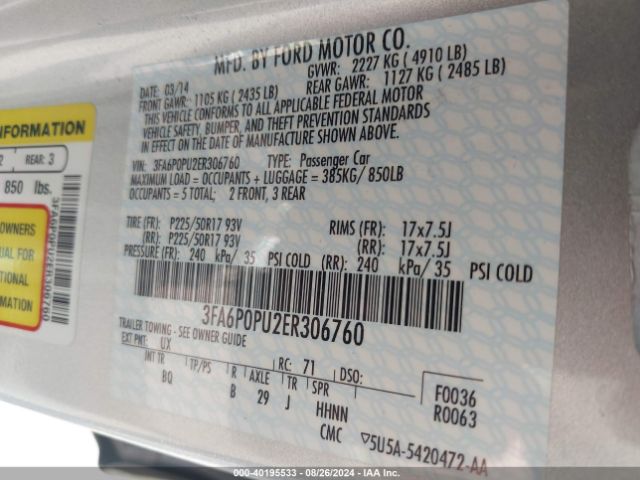 MFD. BY FORD MOTOR CO.
DATE: 03/14 GVWR: 2227 KG ( 4910 LB)
FRONT GAWR: 1105 KG ( 2435 LB) REAR GAWR: 1127 KG ( 2485 LB)
THIS VEHICLE CONFORMS TO ALL APPLICABLE FEDERAL MOTOR
VEHICLE SAFETY, BUMPER, AND THEFT PREVENTION STANDARDS
IN EFFECT ON THE DATE OF MANUFACTURE SHOWN ABOVE.
VIN: 3FA6P0PU2ER306760 TYPE: Passenger Car
MAXIMUM LOAD = OCCUPANTS + LUGGAGE = 385KG/ 850LB
OCCUPANTS = 5 TOTAL; 2 FRONT, 3 REAR
TIRE (FR): P225/50R17 93V RIMS (FR): 17x7.5J
(RR): P225/50R17 93V (RR): 17x7.5J
PRESSURE (FR): 240 kPa/ 35 PSI COLD (RR): 240 kPa/ 35 PSI COLD
3FA6P0PU2ER306760
TRAILER TOWING - SEE OWNER GUIDE
EXT PNT: UX RC: 71 DSO:
INT TR TP/PS R AXLE TR SPR F0036
BQ B 29 J HHNN R0063
CMC 5U5A-5420472-AA
INFORMATION
2 REAR: 3
850 lbs.
OWNERS
UAL FOR
TIONAL
RMATION
3FA6P0PU2ER306760
000-40195533 - 08/26/2024 -